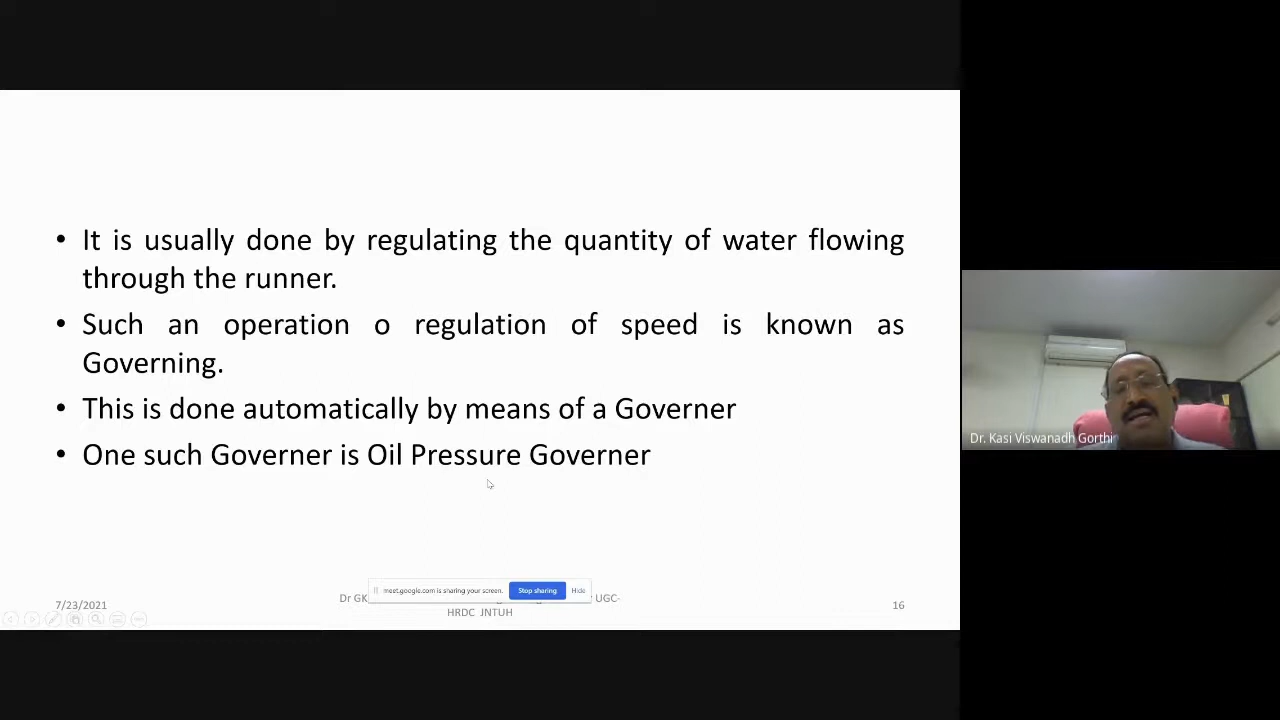 • It is usually done by regulating the quantity of water flowing
through the runner.
• Such an operation o regulation of speed is known as
Governing.
• This is done automatically by means of a Governer
• One such Governer is Oil Pressure Governer
Dr. Kasi Viswanadh Gorthi
meet.google.com is sharing your screen. Stop sharing Hide
7/23/2021 Dr GK UGC- 16
HRDC JNTUH